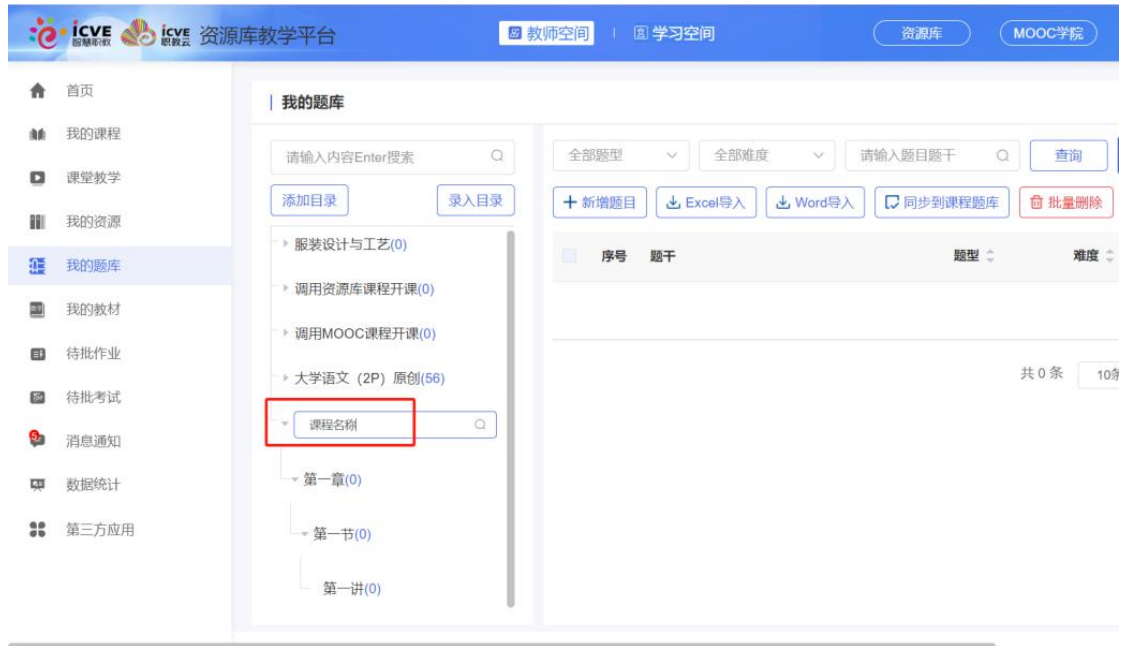 icve 智慧职教 icve 职教云 资源库教学平台 教师空间 学习空间 资源库 MOOC学院
首页
我的课程
课堂教学
我的资源
我的题库
我的教材
待批作业
待批考试
5 消息通知
数据统计
第三方应用
我的题库
请输入内容Enter搜索
添加目录 录入目录
服装设计与工艺(0)
调用资源库课程开课(0)
调用MOOC课程开课(0)
大学语文（2P）原创(56)
课程名称
第一章(0)
第一节(0)
第一讲(0)
全部题型 全部难度 请输入题目题干 查询
新增题目 Excel导入 Word导入 同步到课程题库 批量删除
序号 题干 题型 难度
共 0 条 10条